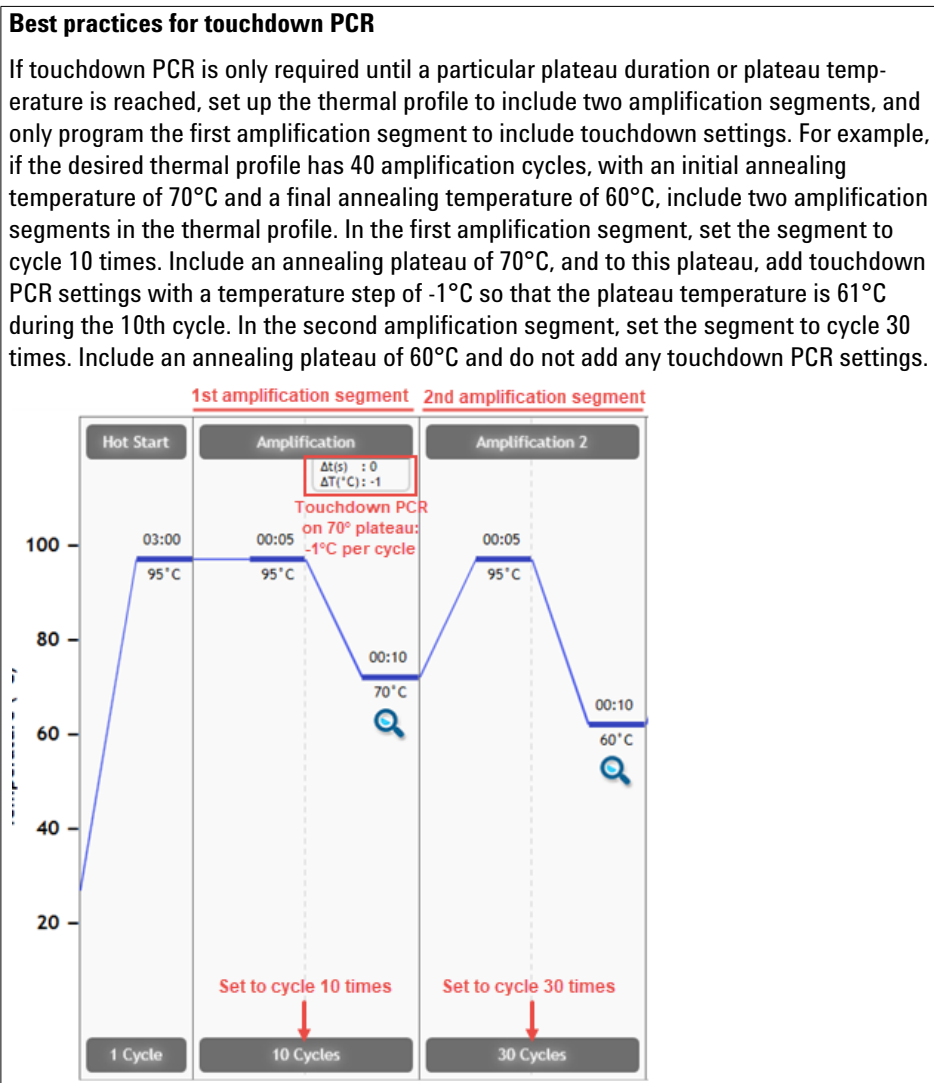 Best practices for touchdown PCR
If touchdown PCR is only required until a particular plateau duration or plateau temp-
erature is reached, set up the thermal profile to include two amplification segments, and
only program the first amplification segment to include touchdown settings. For example,
if the desired thermal profile has 40 amplification cycles, with an initial annealing
temperature of 70°C and a final annealing temperature of 60°C, include two amplification
segments in the thermal profile. In the first amplification segment, set the segment to
cycle 10 times. Include an annealing plateau of 70°C, and to this plateau, add touchdown
PCR settings with a temperature step of -1°C so that the plateau temperature is 61°C
during the 10th cycle. In the second amplification segment, set the segment to cycle 30
times. Include an annealing plateau of 60°C and do not add any touchdown PCR settings.
1st amplification segment 2nd amplification segment
Hot Start Amplification Amplification 2
Δt(s) : 0
ΔT(°C): -1
Touchdown PCR
on 70º plateau:
-1ºC per cycle
100
03:00 00:05 00:05
95°C 95°C 95°C
80
00:10
70°C
00:10
60
60°C
40
20
Set to cycle 10 times Set to cycle 30 times
1 Cycle 10 Cycles 30 Cycles